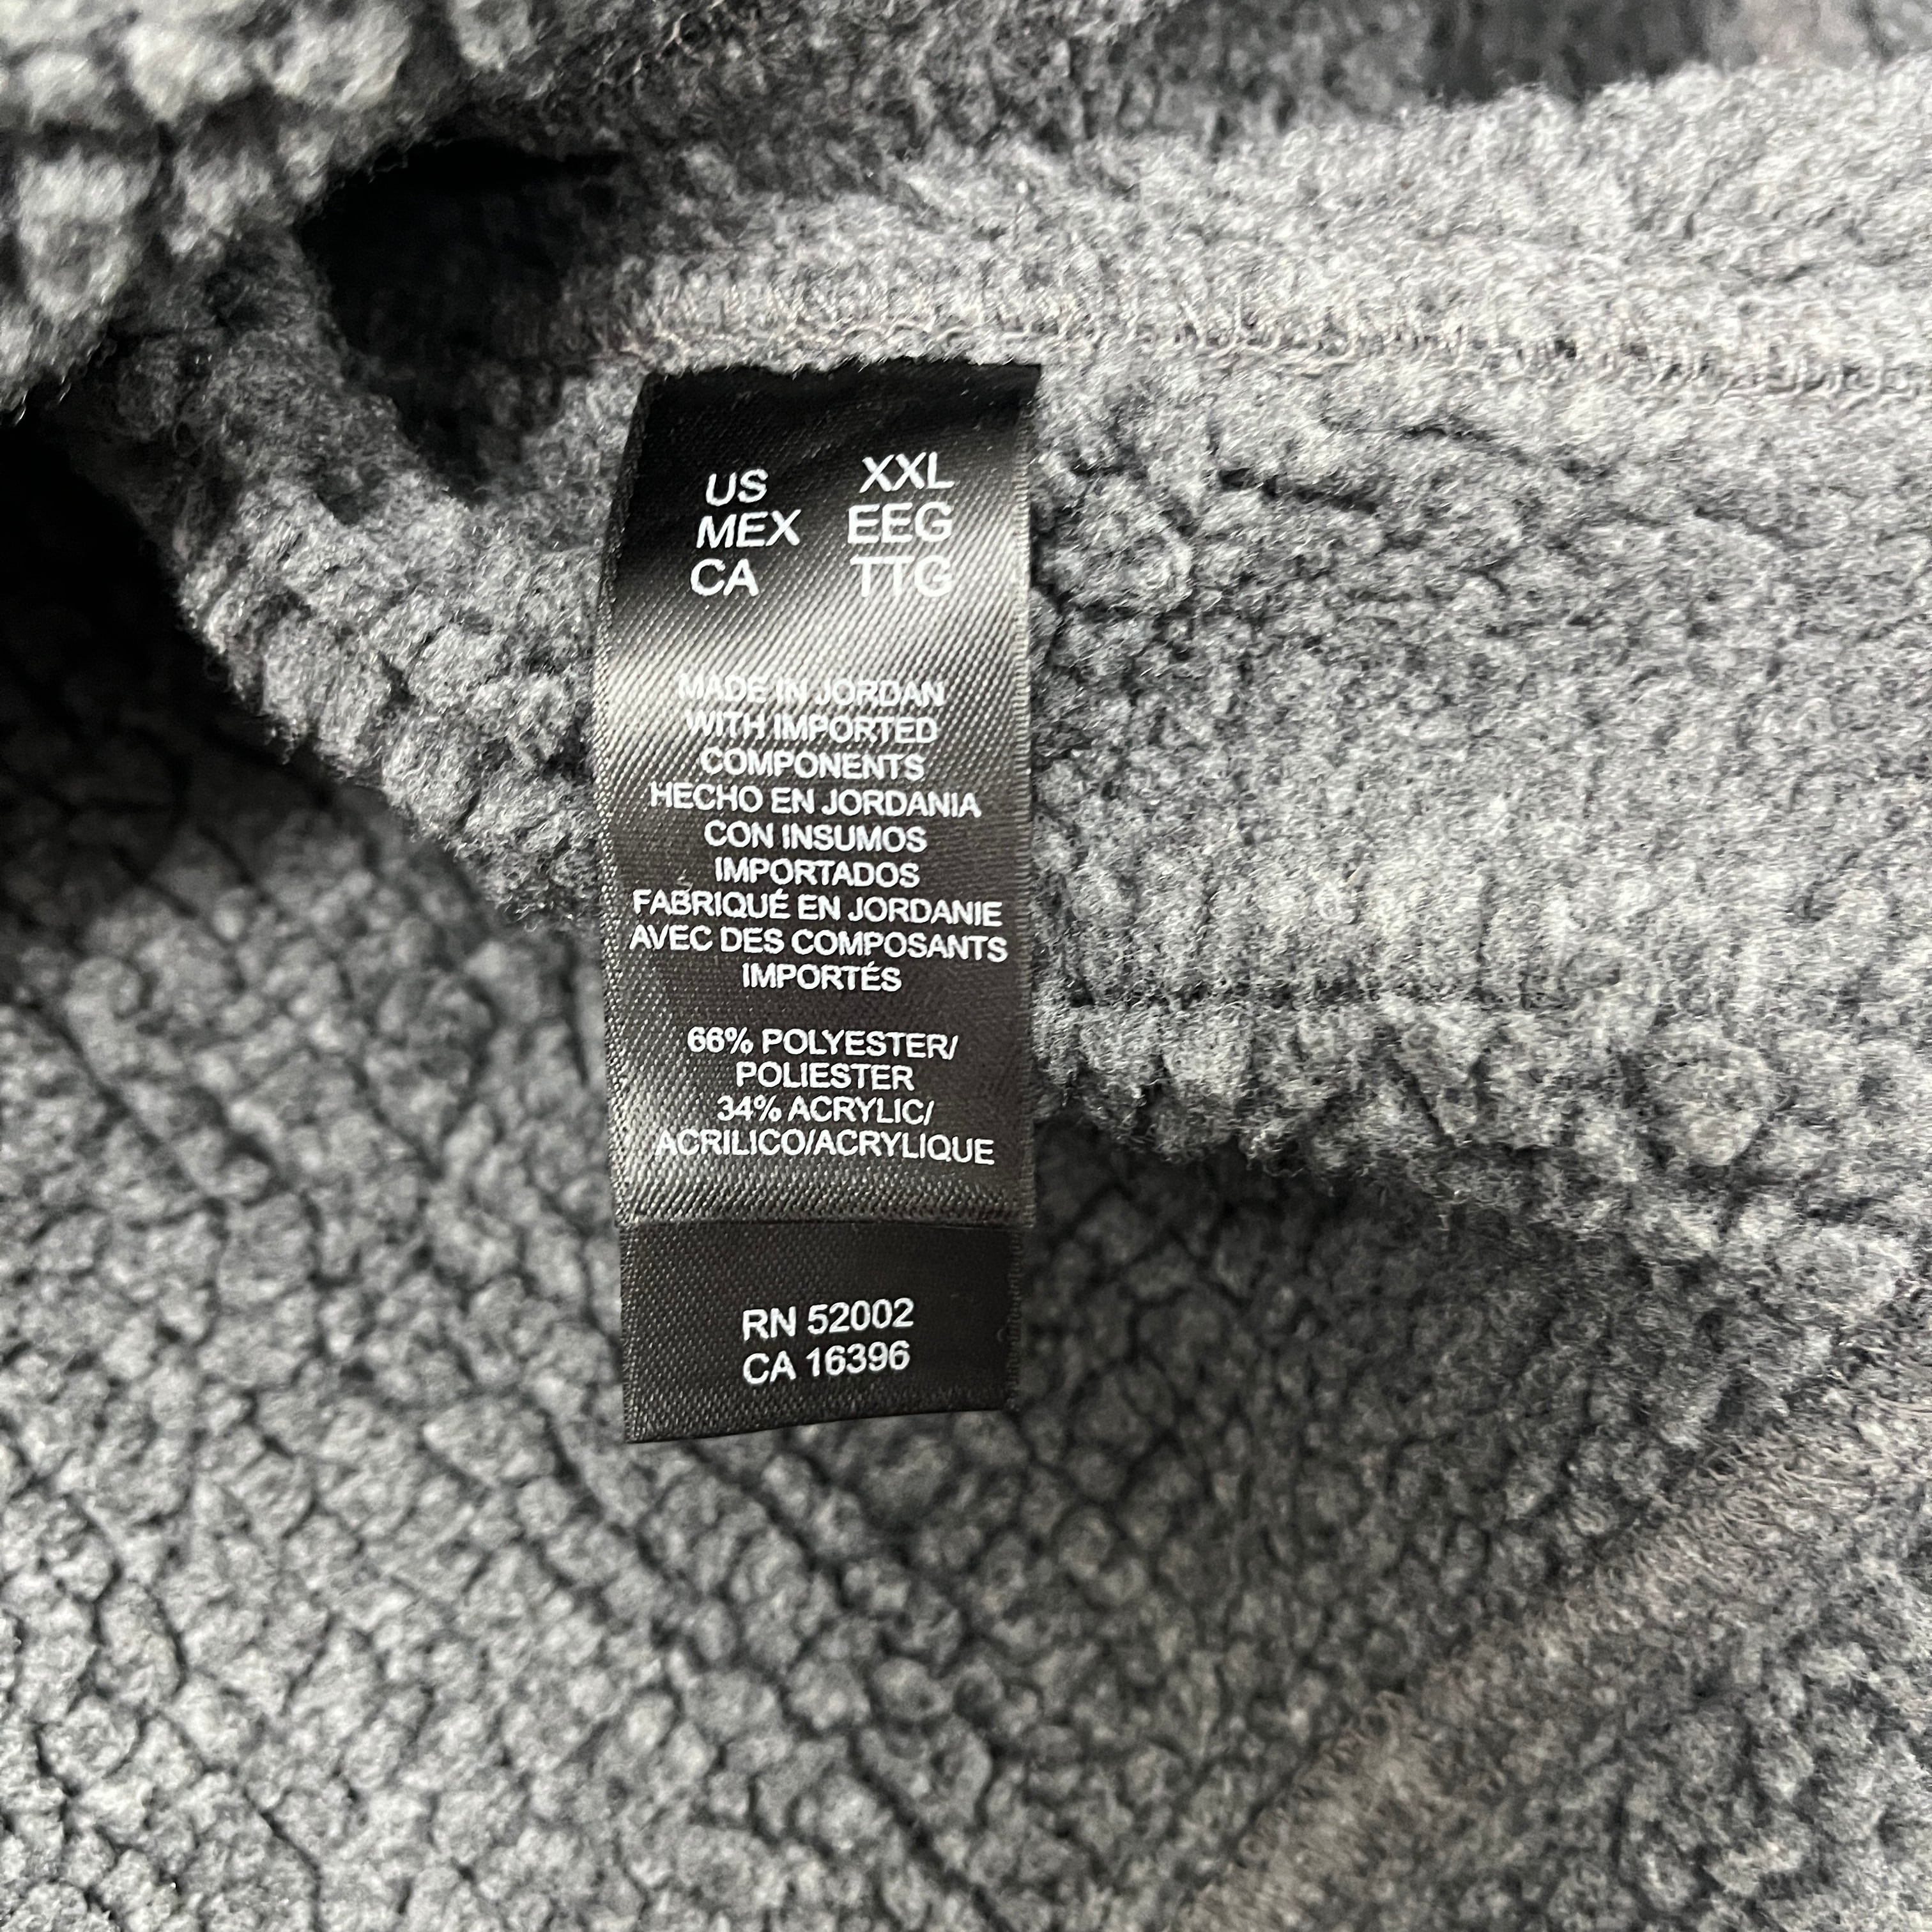 US XXL
MEX EEG
CA TTG
MADE IN JORDAN
WITH IMPORTED
COMPONENTS
HECHO EN JORDANIA
CON INSUMOS
IMPORTADOS
FABRIQUÉ EN JORDANIE
AVEC DES COMPOSANTS
IMPORTÉS
66% POLYESTER/
POLIESTER
34% ACRYLIC/
ACRILICO/ACRYLIQUE
RN 52002
CA 16396